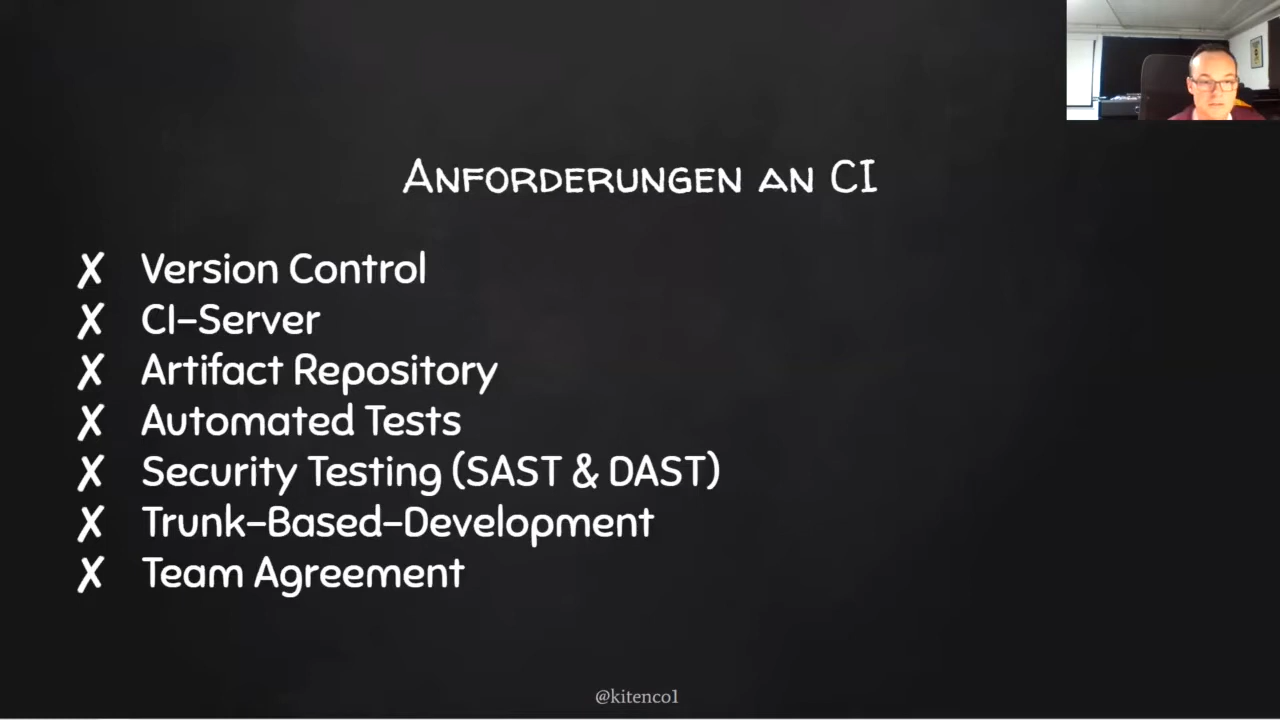 Anforderungen an CI
✗ Version Control
✗ CI-Server
✗ Artifact Repository
✗ Automated Tests
✗ Security Testing (SAST & DAST)
✗ Trunk-Based-Development
✗ Team Agreement
@kitenco1